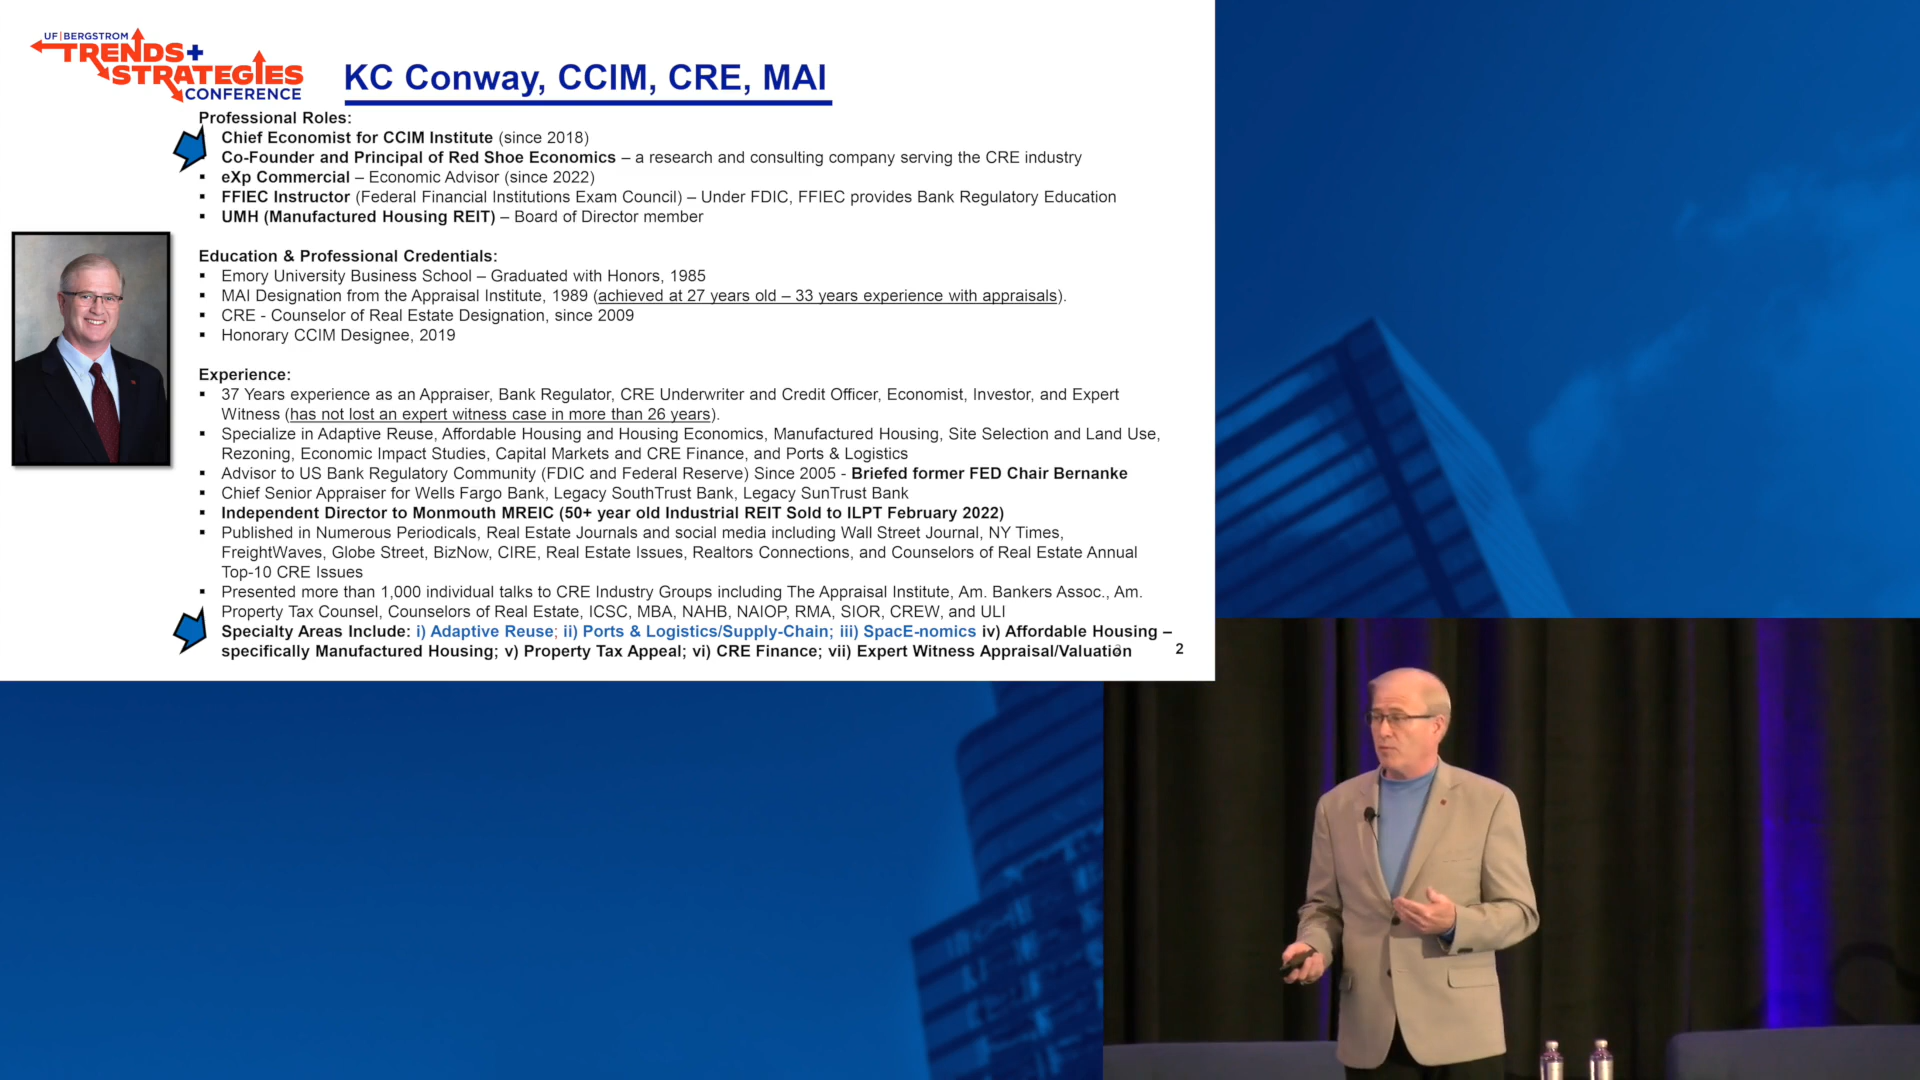 UF|BERGSTROM
TRENDS+
STRATEGIES
CONFERENCE
KC Conway, CCIM, CRE, MAI
Professional Roles:
Chief Economist for CCIM Institute (since 2018)
Co-Founder and Principal of Red Shoe Economics – a research and consulting company serving the CRE industry
▪ eXp Commercial – Economic Advisor (since 2022)
▪ FFIEC Instructor (Federal Financial Institutions Exam Council) – Under FDIC, FFIEC provides Bank Regulatory Education
▪ UMH (Manufactured Housing REIT) – Board of Director member
Education & Professional Credentials:
▪ Emory University Business School – Graduated with Honors, 1985
▪ MAI Designation from the Appraisal Institute, 1989 (achieved at 27 years old – 33 years experience with appraisals).
▪ CRE - Counselor of Real Estate Designation, since 2009
▪ Honorary CCIM Designee, 2019
Experience:
▪ 37 Years experience as an Appraiser, Bank Regulator, CRE Underwriter and Credit Officer, Economist, Investor, and Expert
Witness (has not lost an expert witness case in more than 26 years).
▪ Specialize in Adaptive Reuse, Affordable Housing and Housing Economics, Manufactured Housing, Site Selection and Land Use,
Rezoning, Economic Impact Studies, Capital Markets and CRE Finance, and Ports & Logistics
▪ Advisor to US Bank Regulatory Community (FDIC and Federal Reserve) Since 2005 - Briefed former FED Chair Bernanke
▪ Chief Senior Appraiser for Wells Fargo Bank, Legacy SouthTrust Bank, Legacy SunTrust Bank
▪ Independent Director to Monmouth MREIC (50+ year old Industrial REIT Sold to ILPT February 2022)
▪ Published in Numerous Periodicals, Real Estate Journals and social media including Wall Street Journal, NY Times,
FreightWaves, Globe Street, BizNow, CIRE, Real Estate Issues, Realtors Connections, and Counselors of Real Estate Annual
Top-10 CRE Issues
▪ Presented more than 1,000 individual talks to CRE Industry Groups including The Appraisal Institute, Am. Bankers Assoc., Am.
Property Tax Counsel, Counselors of Real Estate, ICSC, MBA, NAHB, NAIOP, RMA, SIOR, CREW, and ULI
Specialty Areas Include: i) Adaptive Reuse; ii) Ports & Logistics/Supply-Chain; iii) SpacE-nomics iv) Affordable Housing –
specifically Manufactured Housing; v) Property Tax Appeal; vi) CRE Finance; vii) Expert Witness Appraisal/Valuation
2